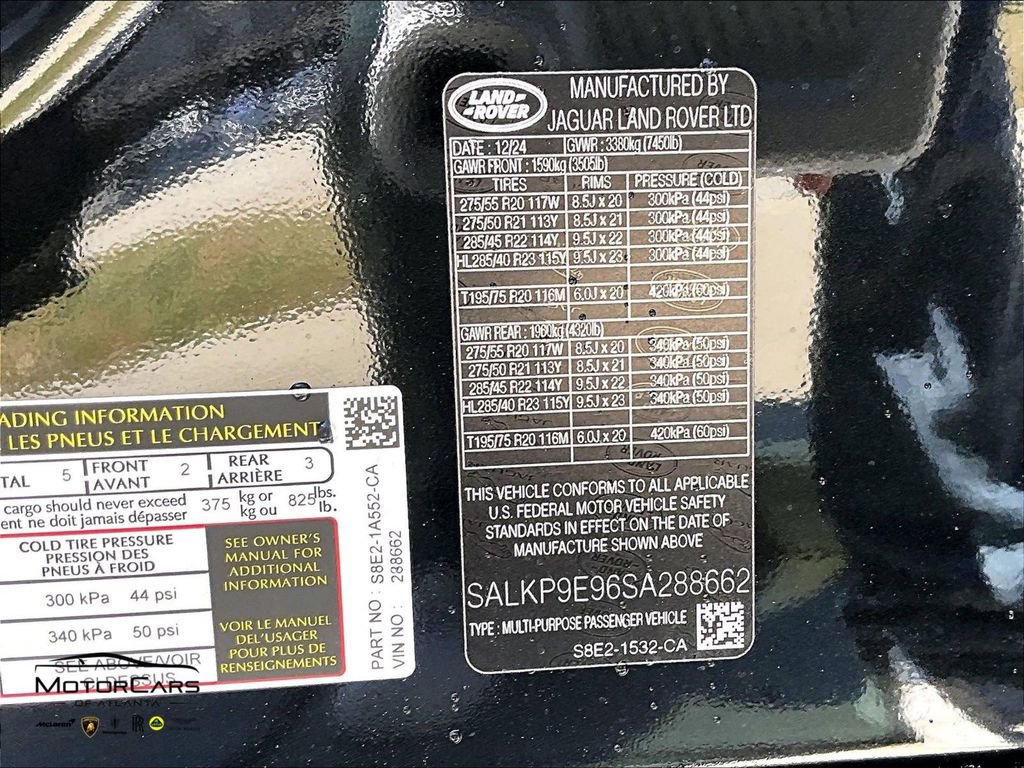 LAND ROVER
MANUFACTURED BY
JAGUAR LAND ROVER LTD
DATE : 12/24 GVWR : 3380kg (7450lb)
GAWR FRONT : 1590kg (3505lb)
TIRES RIMS PRESSURE (COLD)
275/55 R20 117W 8.5J x 20 300kPa (44psi)
275/50 R21 113Y 8.5J x 21 300kPa (44psi)
285/45 R22 114Y 9.5J x 22 300kPa (44psi)
HL285/40 R23 115Y 9.5J x 23 300kPa (44psi)
T195/75 R20 116M 6.0J x 20 420kPa (60psi)
GAWR REAR : 1960kg (4320lb)
275/55 R20 117W 8.5J x 20 340kPa (50psi)
275/50 R21 113Y 8.5J x 21 340kPa (50psi)
285/45 R22 114Y 9.5J x 22 340kPa (50psi)
HL285/40 R23 115Y 9.5J x 23 340kPa (50psi)
T195/75 R20 116M 6.0J x 20 420kPa (60psi)
THIS VEHICLE CONFORMS TO ALL APPLICABLE
U.S. FEDERAL MOTOR VEHICLE SAFETY
STANDARDS IN EFFECT ON THE DATE OF
MANUFACTURE SHOWN ABOVE
SALKP9E96SA288662
TYPE : MULTI-PURPOSE PASSENGER VEHICLE
S8E2-1532-CA
ADING INFORMATION
LES PNEUS ET LE CHARGEMENT
TAL 5 FRONT 2 REAR 3
AVANT ARRIÈRE
cargo should never exceed 375 kg or 825 lbs.
ent ne doit jamais dépasser kg ou lb.
COLD TIRE PRESSURE
PRESSION DES
PNEUS À FROID
300 kPa 44 psi
340 kPa 50 psi
SEE ABOVE/VOIR
CI-DESSUS
SEE OWNER'S
MANUAL FOR
ADDITIONAL
INFORMATION
VOIR LE MANUEL
DEL'USAGER
POUR PLUS DE
RENSEIGNEMENTS
PART NO : S8E2-1A552-CA
VIN NO : 288662
MOTORCARS
OF ATLANTA
McLaren